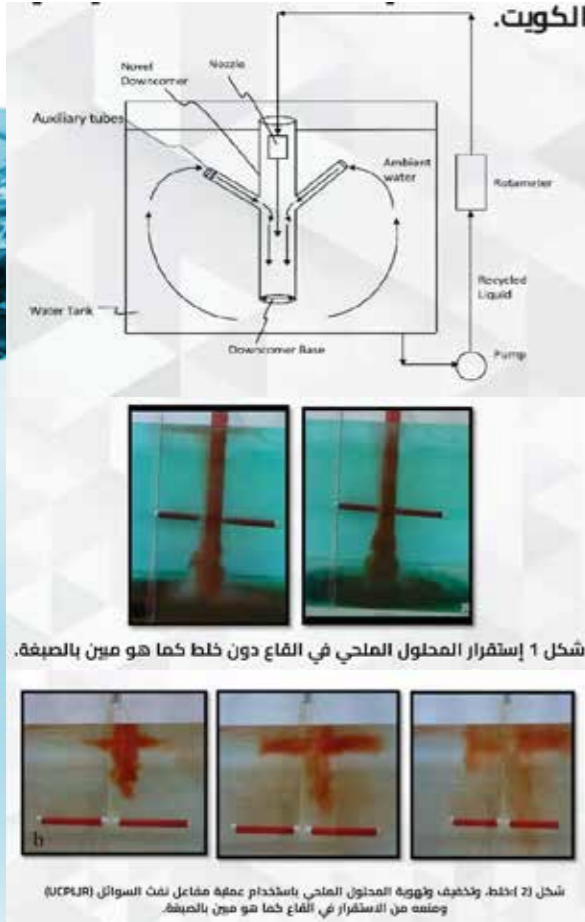 الكويت.
Novel
Downcomer
Nozzle
Auxiliary tubes
Ambient
water
Rotameter
Recycled
Liquid
Water Tank
Downcomer Base
Pump
شكل 1 إستقرار المحلول الملحي في القاع دون خلط كما هو مبين بالصبغة.
b
شكل (2 ):خلط، وتخفيف وتهوية المحلول الملحي باستخدام عملية مفاعل نفث السوائل (UCPLJR)
ومنعه من الاستقرار في القاع كما هو مبين بالصبغة.